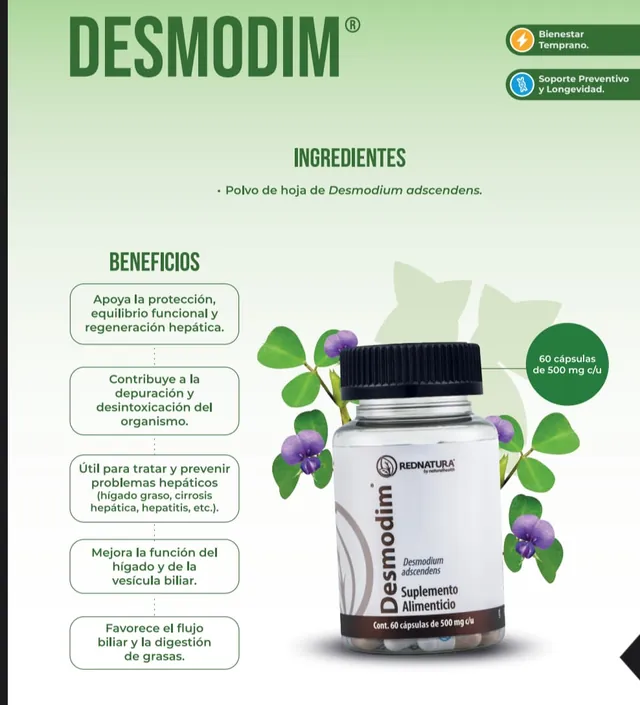 DESMODIM®
Bienestar
Temprano.
Soporte Preventivo
y Longevidad.
INGREDIENTES
• Polvo de hoja de Desmodium adscendens.
BENEFICIOS
Apoya la protección,
equilibrio funcional y
regeneración hepática.
Contribuye a la
depuración y
desintoxicación del
organismo.
Útil para tratar y prevenir
problemas hepáticos
(hígado graso, cirrosis
hepática, hepatitis, etc.).
Mejora la función del
hígado y de la
vesícula biliar.
Favorece el flujo
biliar y la digestión
de grasas.
60 cápsulas
de 500 mg c/u
REDNATURA
by naturalhealth
Desmodim®
Desmodium
adscendens
Suplemento
Alimenticio
Cont. 60 cápsulas de 500 mg c/u